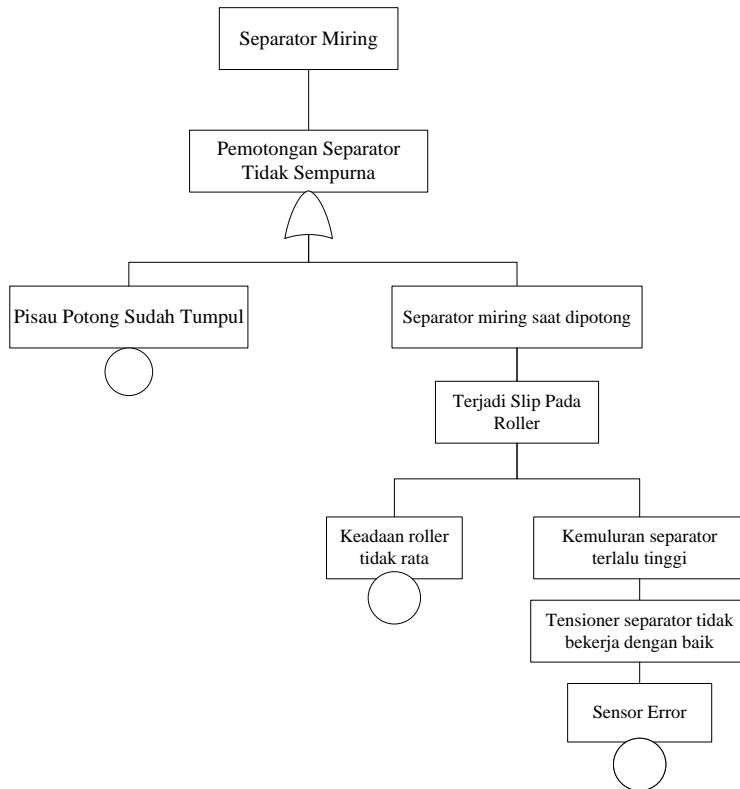 Separator Miring
Pemotongan Separator
Tidak Sempurna
Pisau Potong Sudah Tumpul
Separator miring saat dipotong
Terjadi Slip Pada
Roller
Keadaan roller
tidak rata
Kemuluran separator
terlalu tinggi
Tensioner separator tidak
bekerja dengan baik
Sensor Error